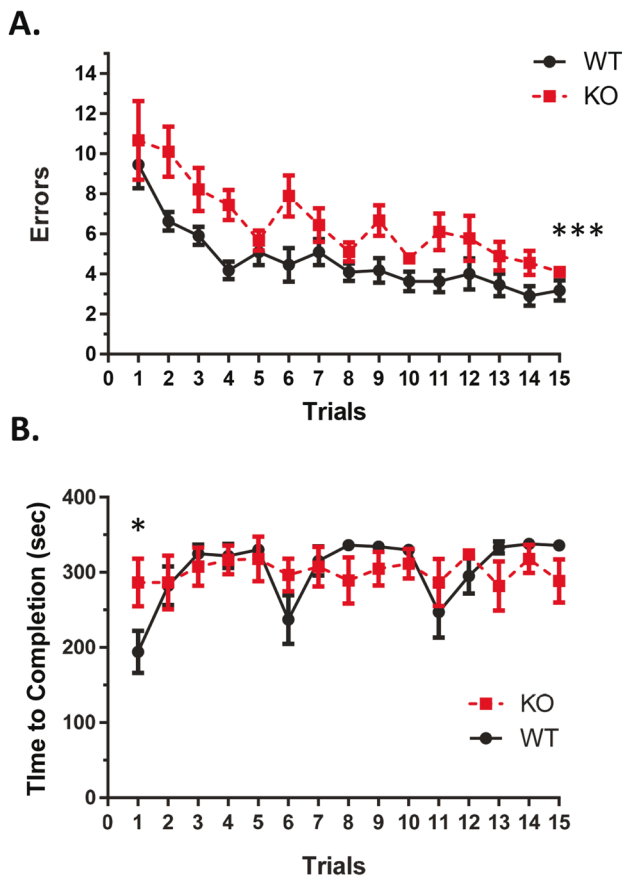 A.
WT
KO
14
12
10
8
6
4
2
0
Errors
***
0 1 2 3 4 5 6 7 8 9 10 11 12 13 14 15
Trials
B.
400
300
200
100
0
TIme to Completion (sec)
*
KO
WT
0 1 2 3 4 5 6 7 8 9 10 11 12 13 14 15
Trials